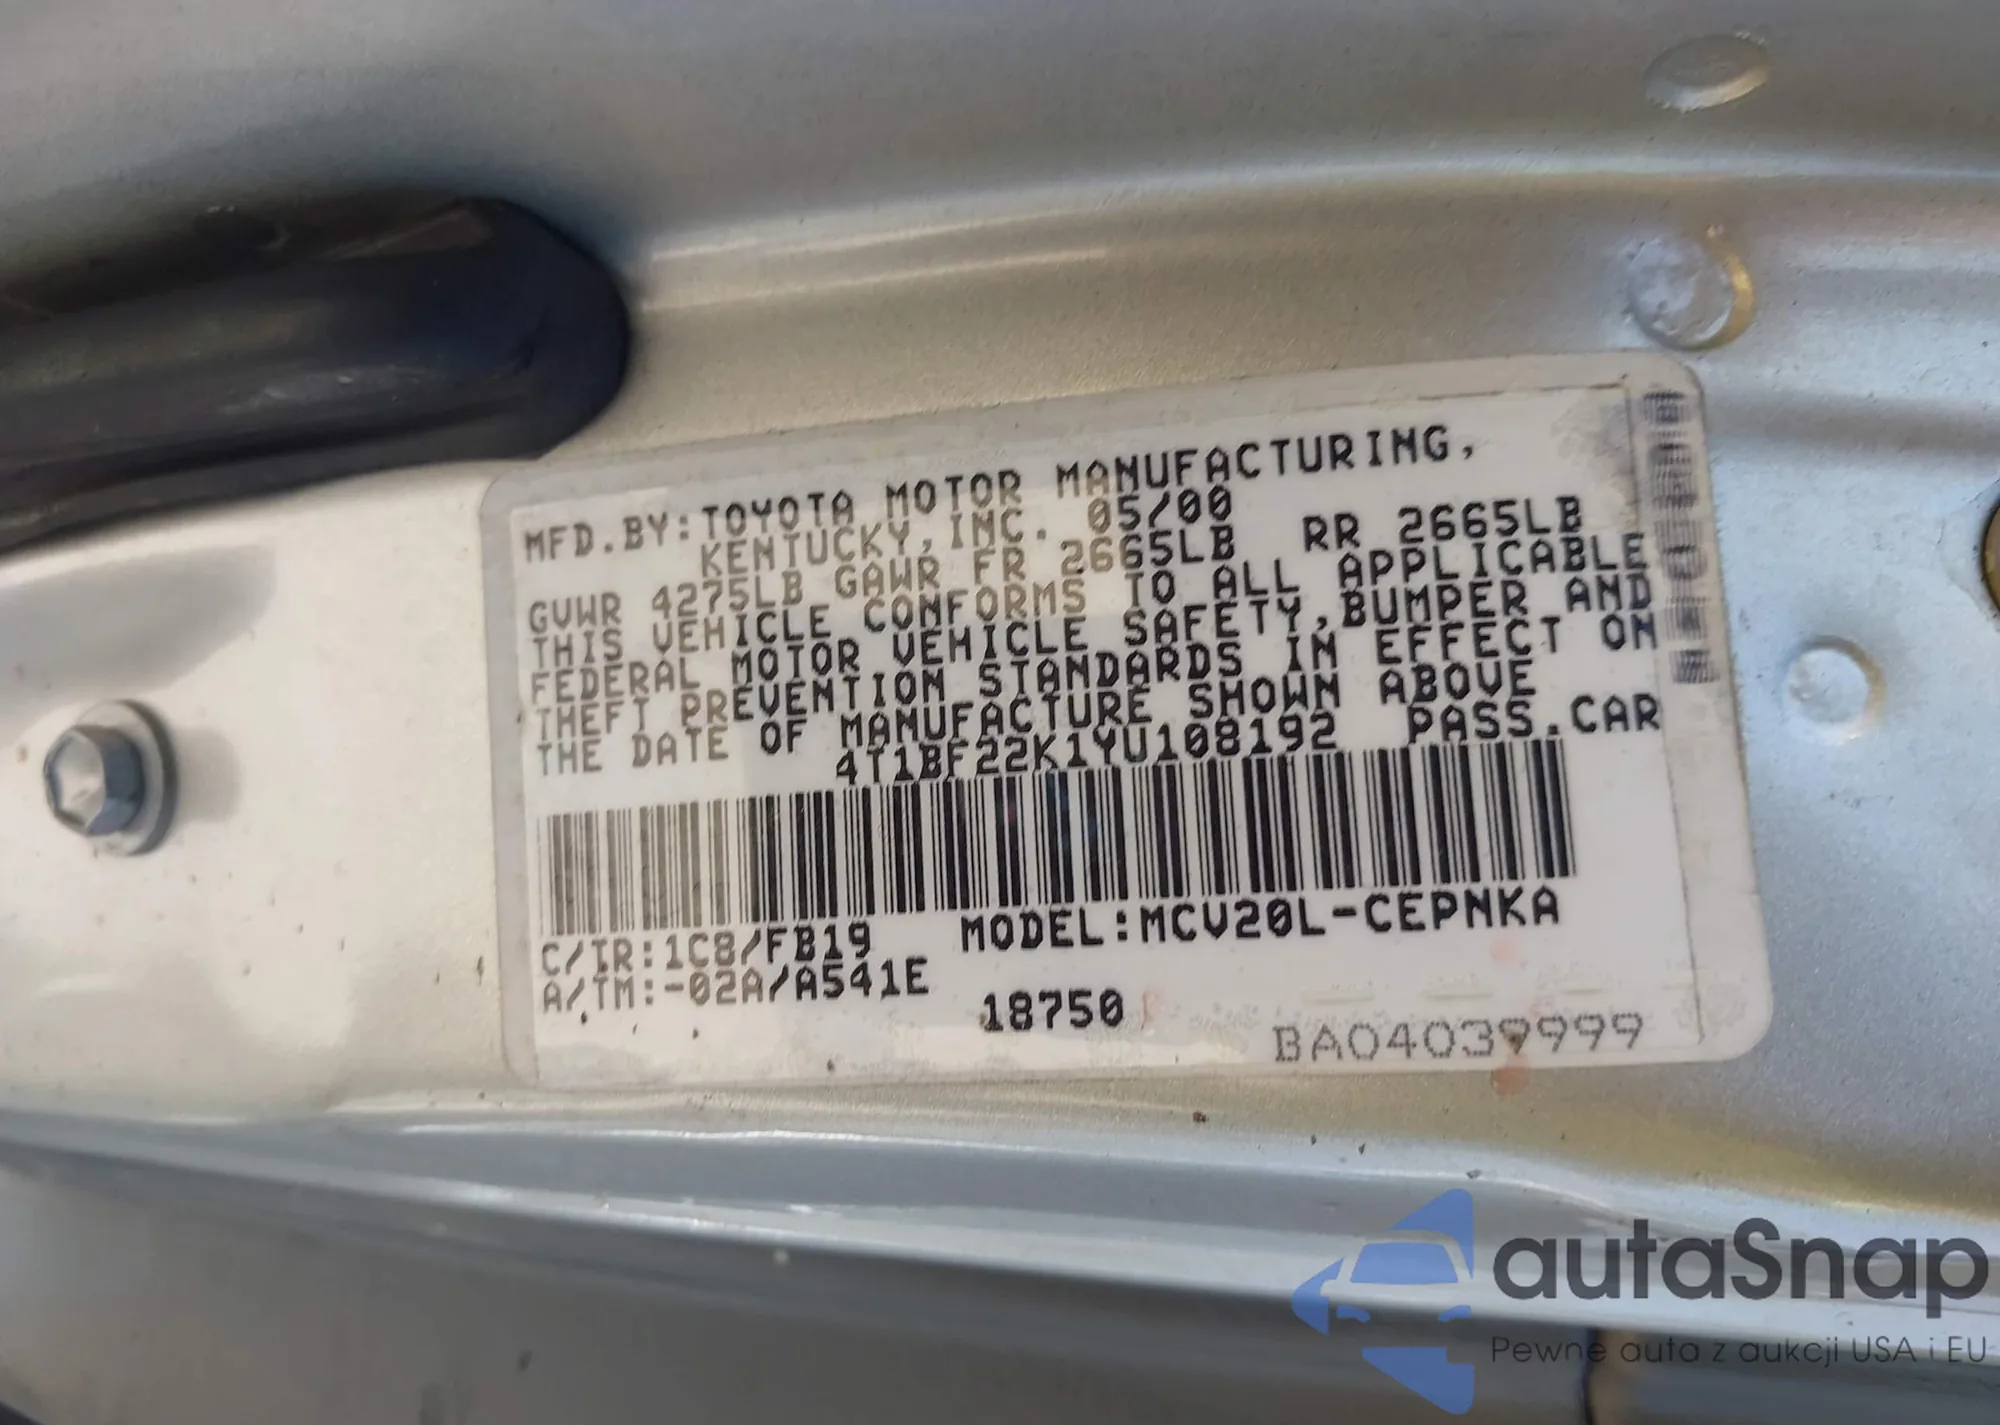 MFD.BY:TOYOTA MOTOR MANUFACTURING,
KENTUCKY,INC. 05/00
GVWR 4275LB GAWR FR 2665LB RR 2665LB
THIS VEHICLE CONFORMS TO ALL APPLICABLE
FEDERAL MOTOR VEHICLE SAFETY,BUMPER AND
THEFT PREVENTION STANDARDS IN EFFECT ON
THE DATE OF MANUFACTURE SHOWN ABOVE
4T1BF22K1YU108192 PASS.CAR
C/TR:1C8/FB19 MODEL:MCV20L-CEPNKA
A/TM:-02A/A541E
18750
BA04039999
autaSnap
Pewne auta z aukcji USA i EU